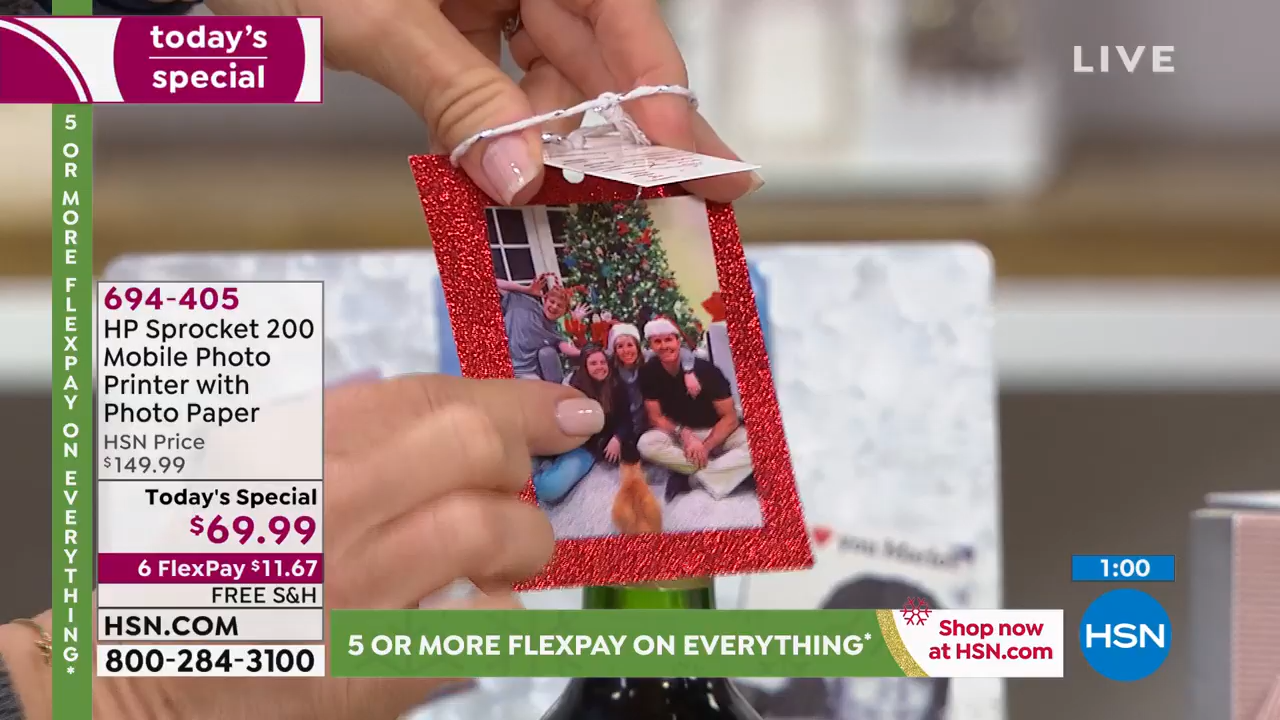 today's
special
LIVE
5 OR MORE FLEXPAY ON EVERYTHING*
694-405
HP Sprocket 200
Mobile Photo
Printer with
Photo Paper
HSN Price
$149.99
Today's Special
$69.99
6 FlexPay $11.67
FREE S&H
HSN.COM
800-284-3100
5 OR MORE FLEXPAY ON EVERYTHING*
Shop now
at HSN.com
1:00
HSN